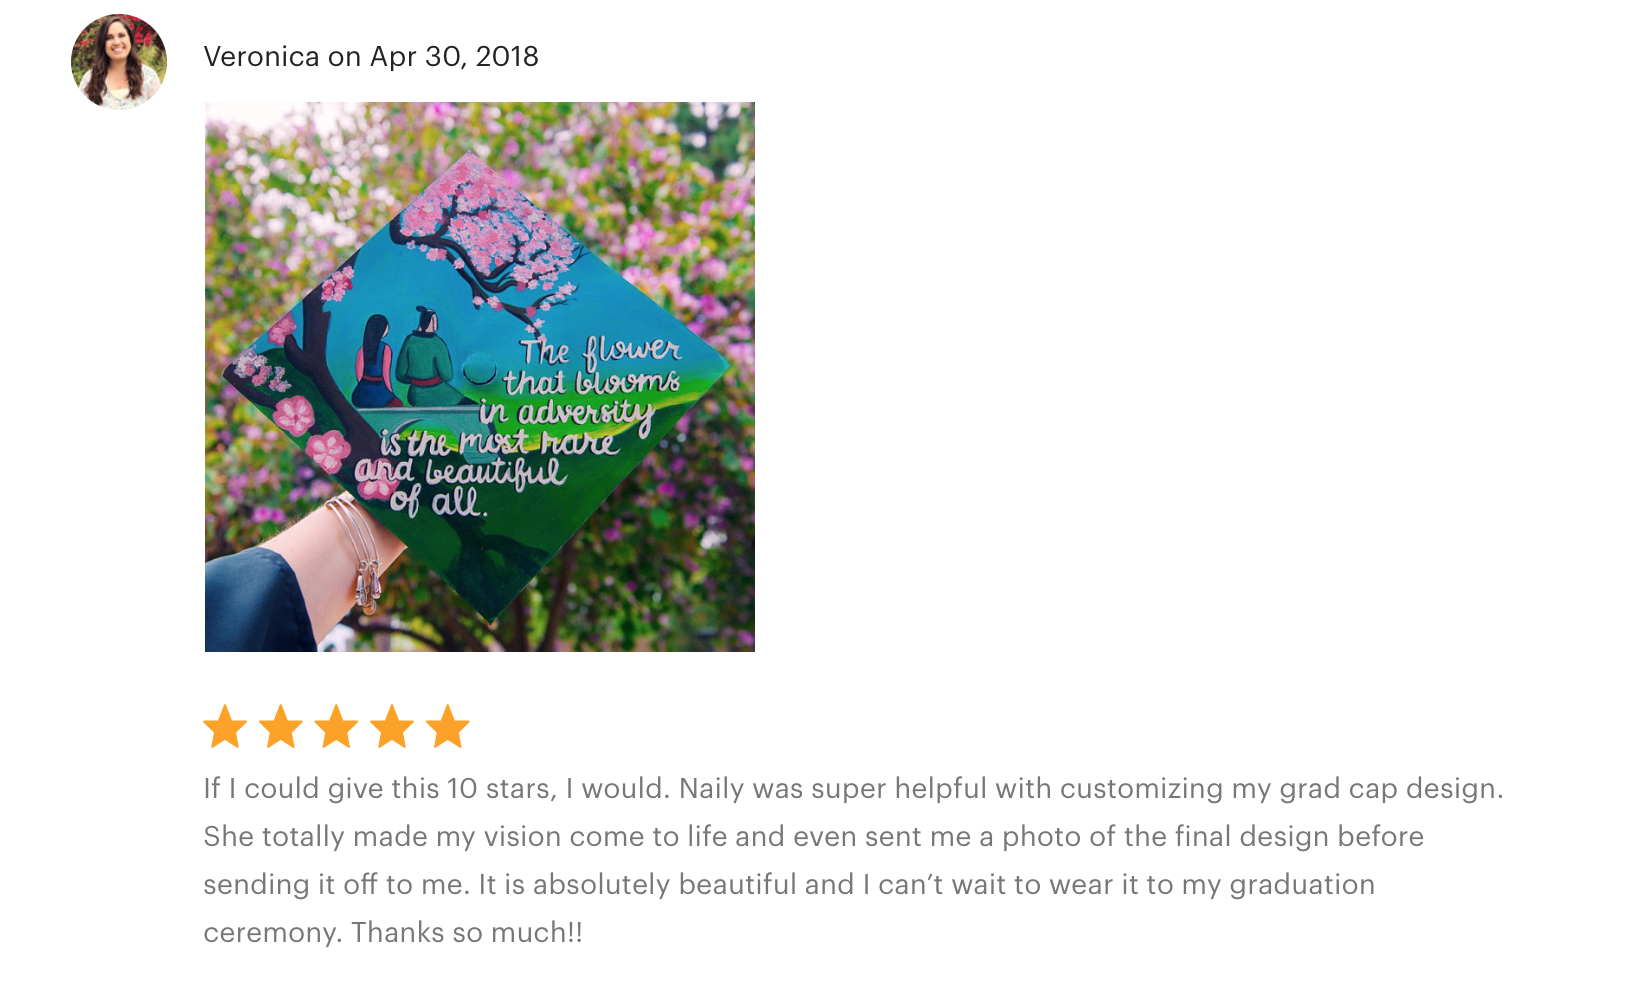 Veronica on Apr 30, 2018
The flower
that blooms
in adversity
is the most rare
and beautiful
of all.
If I could give this 10 stars, I would. Naily was super helpful with customizing my grad cap design.
She totally made my vision come to life and even sent me a photo of the final design before
sending it off to me. It is absolutely beautiful and I can’t wait to wear it to my graduation
ceremony. Thanks so much!!